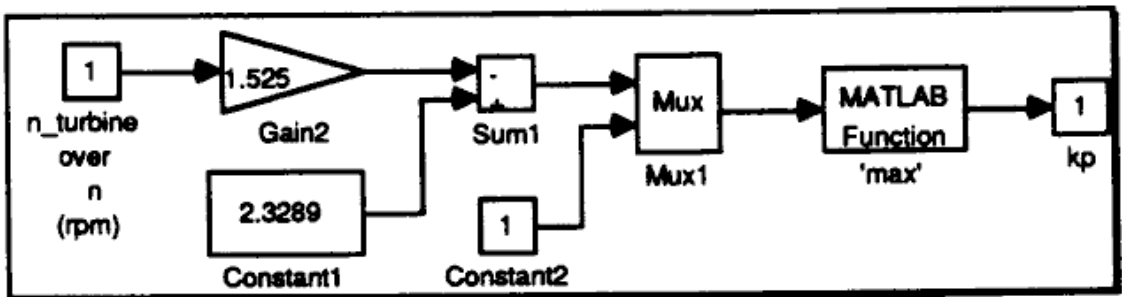 1
n_turbine
over
n
(rpm)
1.525
Gain2
2.3289
Constant1
-
+
Sum1
1
Constant2
Mux
Mux1
MATLAB
Function
'max'
1
kp